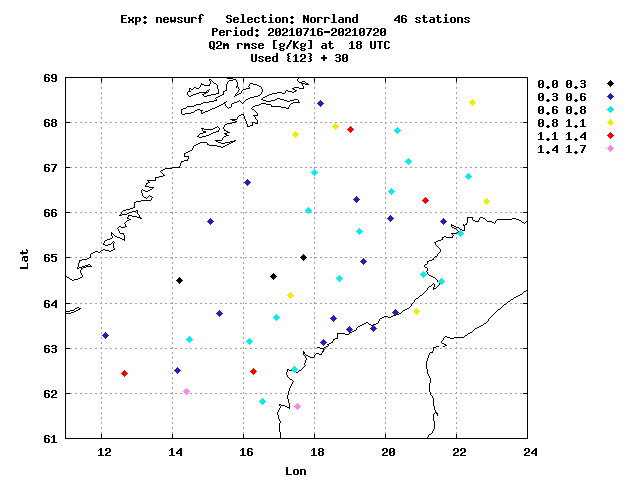 Exp: newsurf   Selection: Norrland     46 stations
Period: 20210716-20210720
Q2m rmse [g/Kg] at  18 UTC
Used {12} + 30
0.0 0.3
0.3 0.6
0.6 0.8
0.8 1.1
1.1 1.4
1.4 1.7
69
68
67
66
65
64
63
62
61
Lat
12 14 16 18 20 22 24
Lon